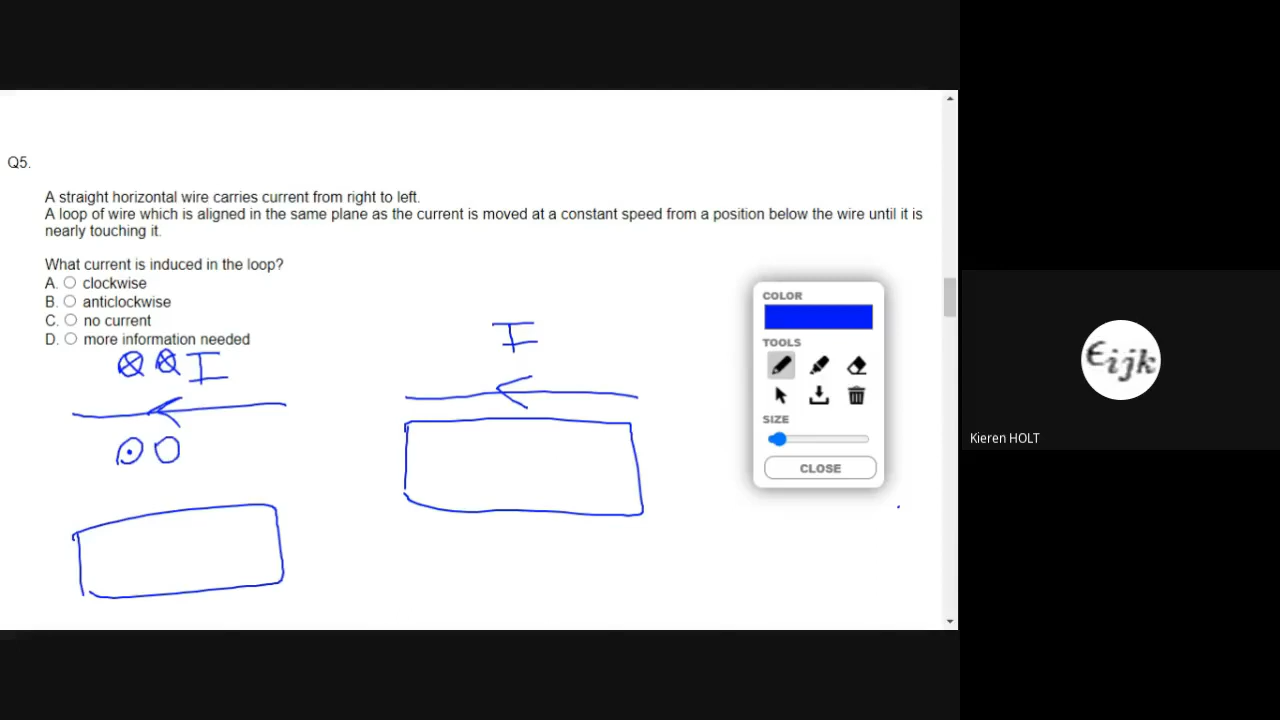 Q5.
A straight horizontal wire carries current from right to left.
A loop of wire which is aligned in the same plane as the current is moved at a constant speed from a position below the wire until it is
nearly touching it.
What current is induced in the loop?
A. clockwise
B. anticlockwise
C. no current
D. more information needed
I
I
COLOR
TOOLS
SIZE
CLOSE
ϵijk
Kieren HOLT